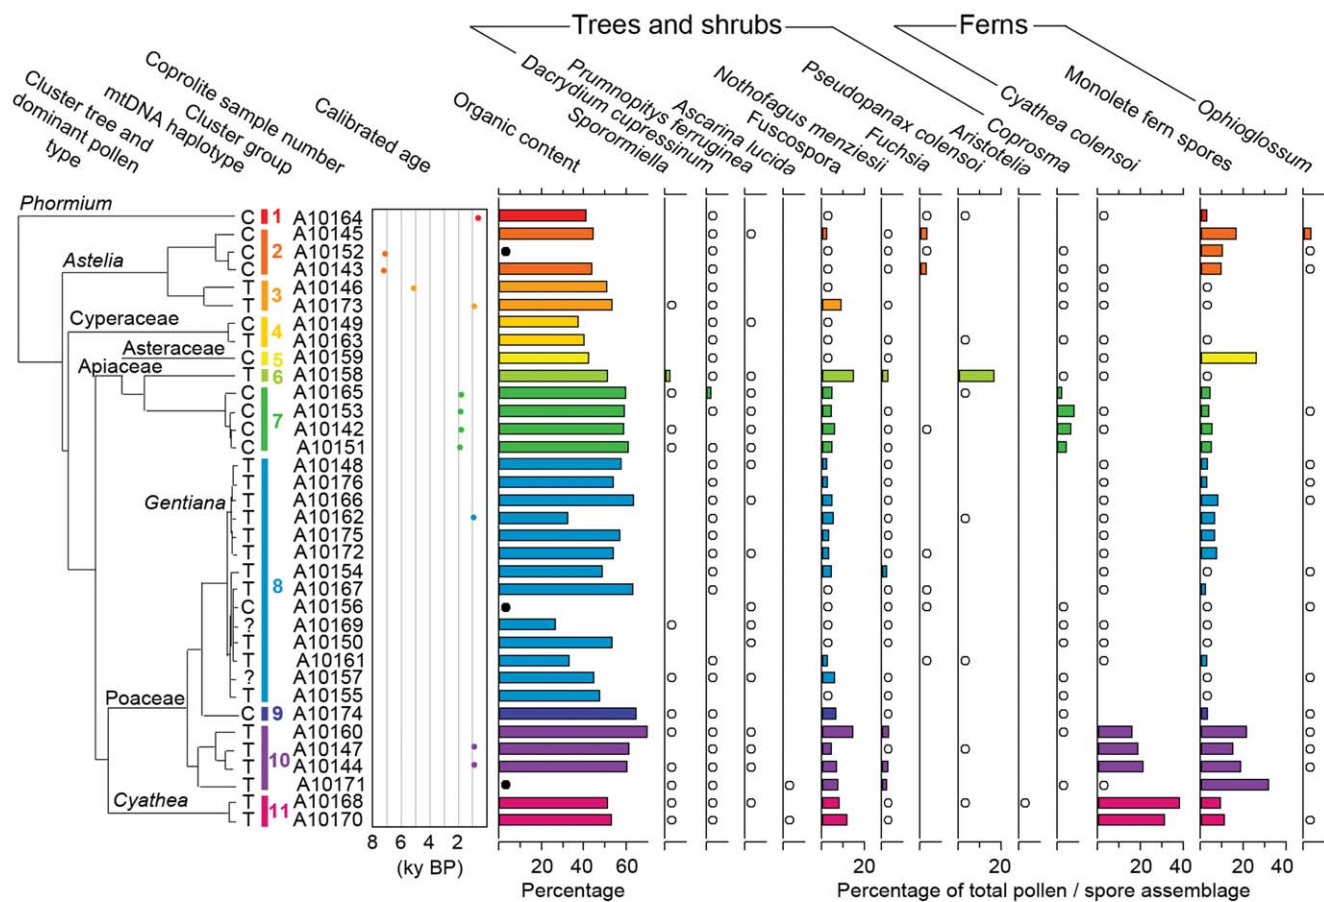 Trees and shrubs
Ferns
Cluster tree and
dominant pollen
type
mtDNA haplotype
Cluster group
Coprolite sample number
Calibrated age
Organic content
Sporormiella
Dacrydium cupressinum
Prumnopitys ferruginea
Ascarina lucida
Fuscospora
Nothofagus menziesii
Fuchsia
Pseudopanax colensoi
Aristotelia
Coprosma
Cyathea colensoi
Monolete fern spores
Ophioglossum
Phormium
C 1 A10164
C A10145
C 2 A10152
Astelia
C A10143
T 3 A10146
T A10173
Cyperaceae
C 4 A10149
T A10163
Asteraceae
C 5 A10159
Apiaceae
T 6 A10158
C A10165
C 7 A10153
C A10142
C A10151
T A10148
T A10176
Gentiana
T A10166
T A10162
T A10175
T A10172
T A10154
T 8 A10167
C A10156
? A10169
T A10150
T A10161
? A10157
Poaceae
T A10155
C 9 A10174
T A10160
T 10 A10147
T A10144
T A10171
Cyathea
T 11 A10168
T A10170
8 6 4 2
(ky BP)
20 40 60
Percentage
20 20 20 40 20 40
Percentage of total pollen / spore assemblage